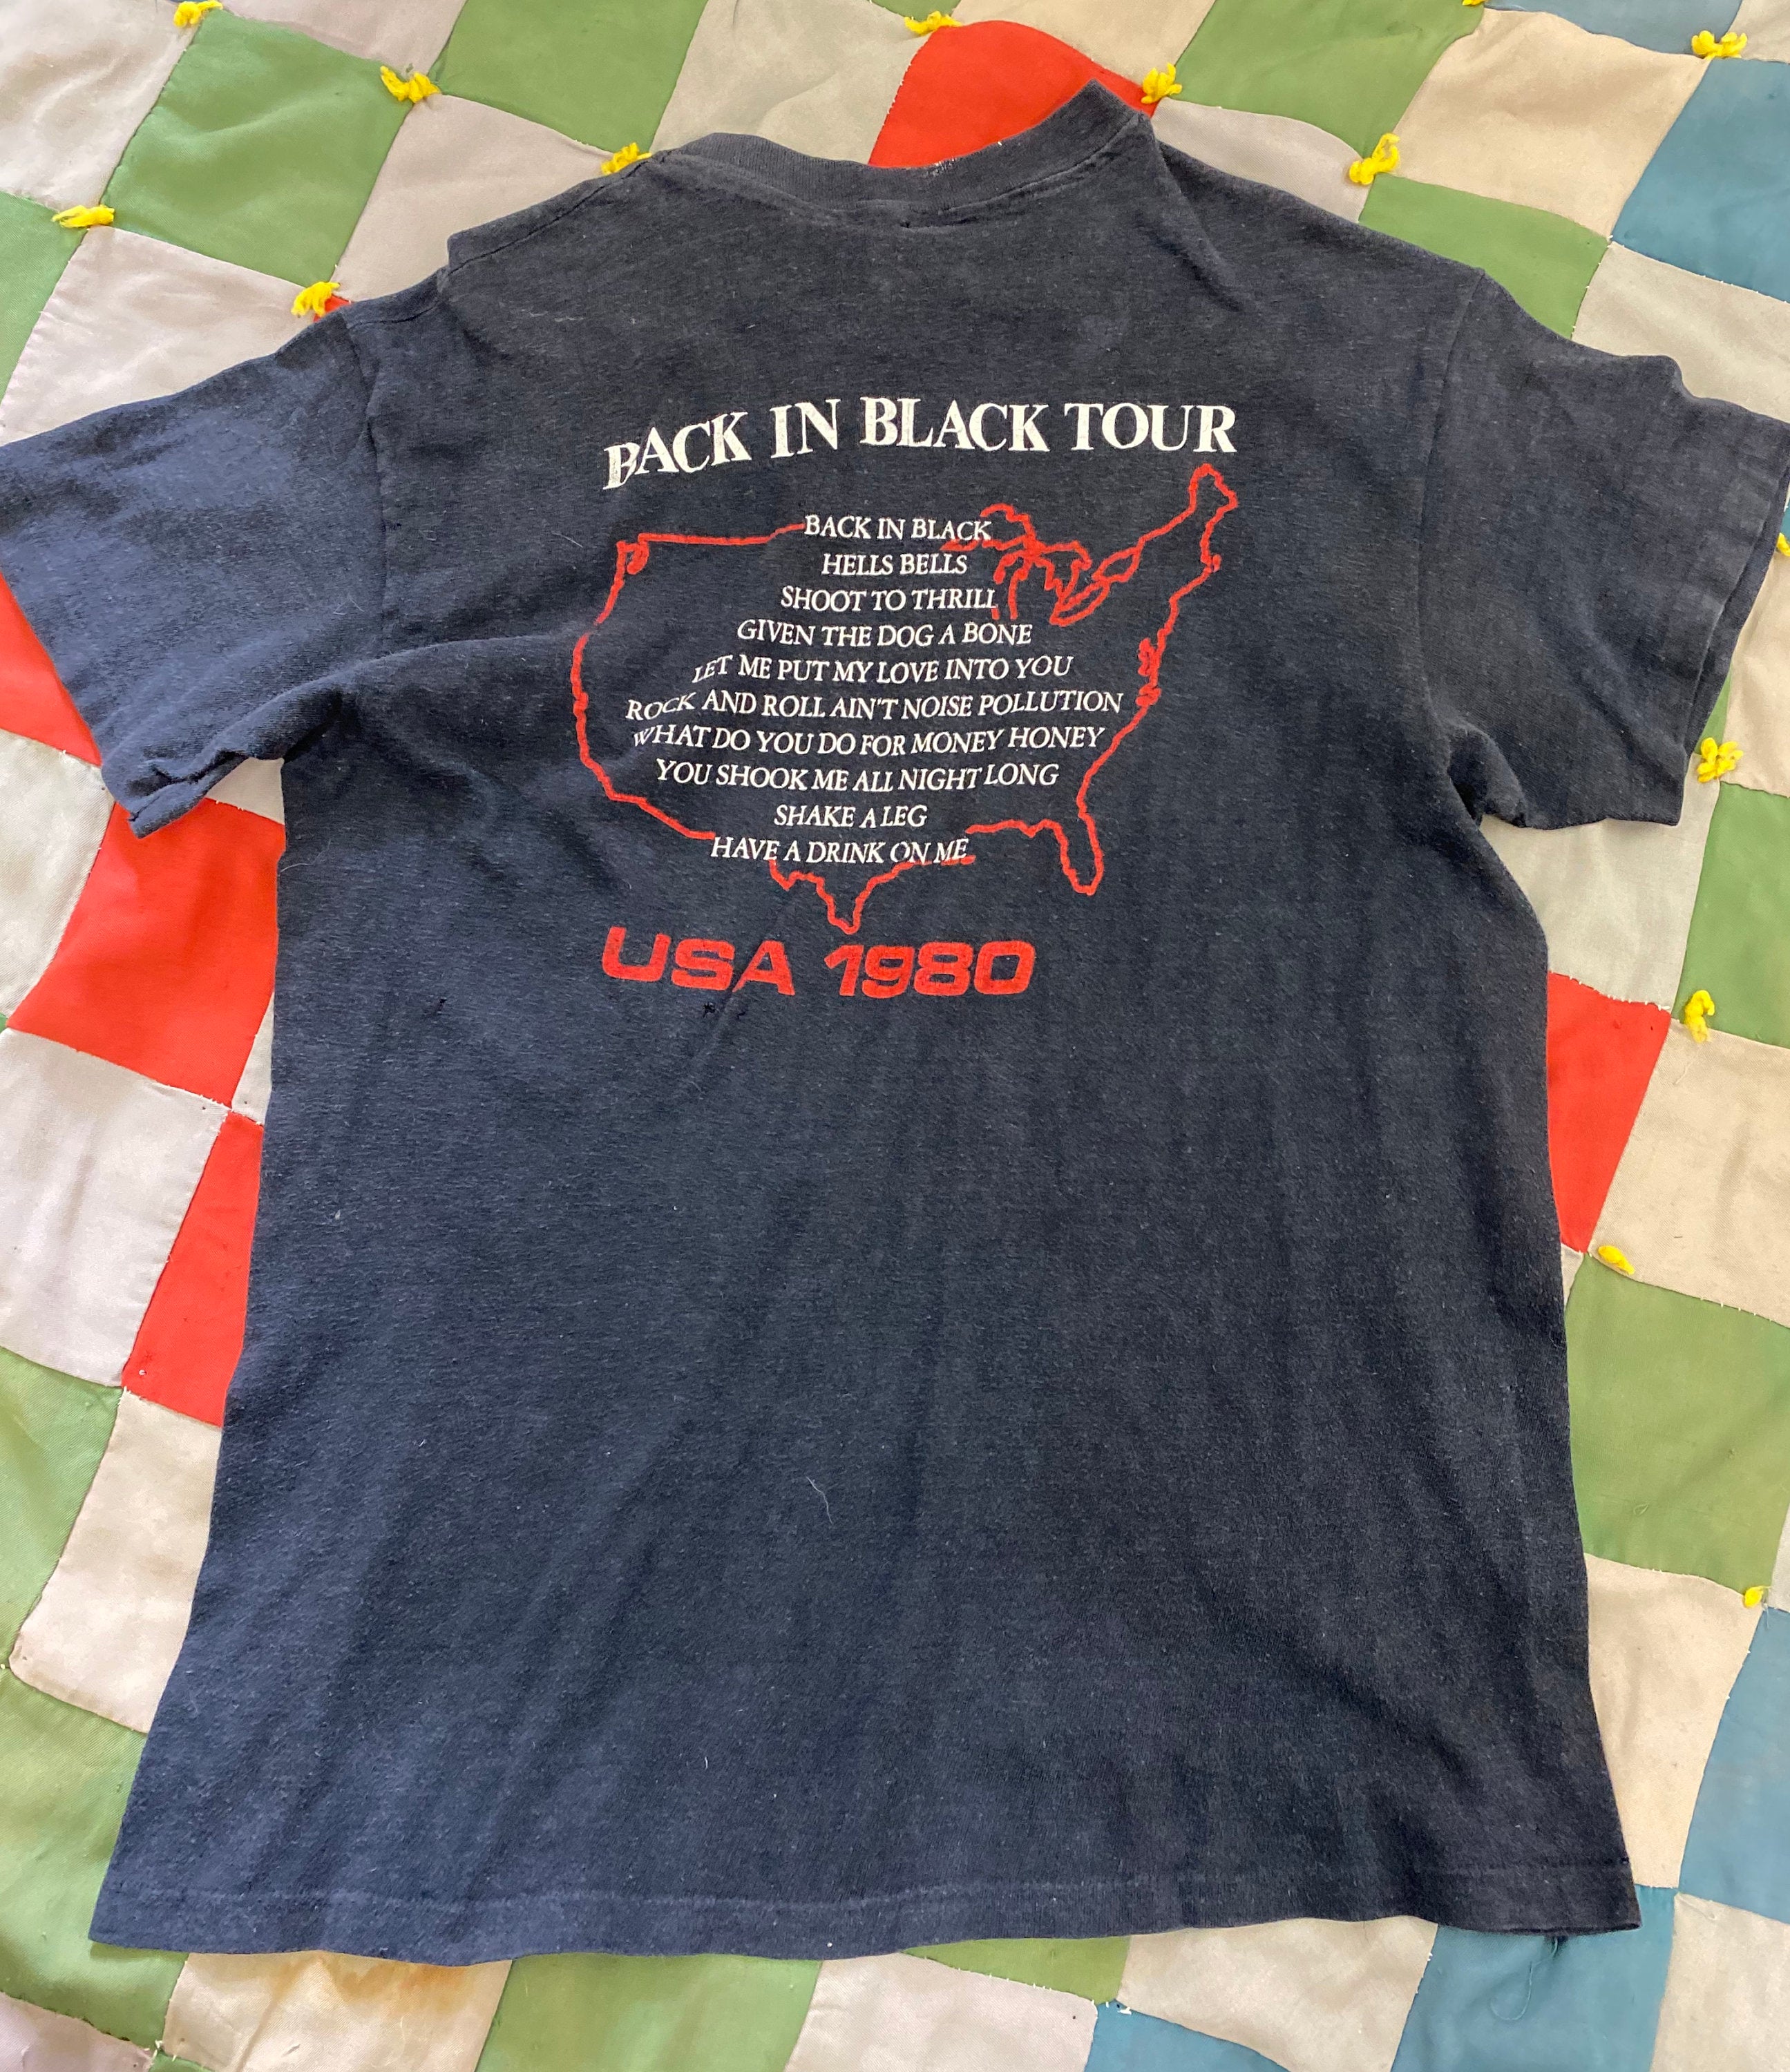 BACK IN BLACK TOUR
BACK IN BLACK
HELLS BELLS
SHOOT TO THRILL
GIVEN THE DOG A BONE
LET ME PUT MY LOVE INTO YOU
ROCK AND ROLL AIN'T NOISE POLLUTION
WHAT DO YOU DO FOR MONEY HONEY
YOU SHOOK ME ALL NIGHT LONG
SHAKE A LEG
HAVE A DRINK ON ME
USA 1980